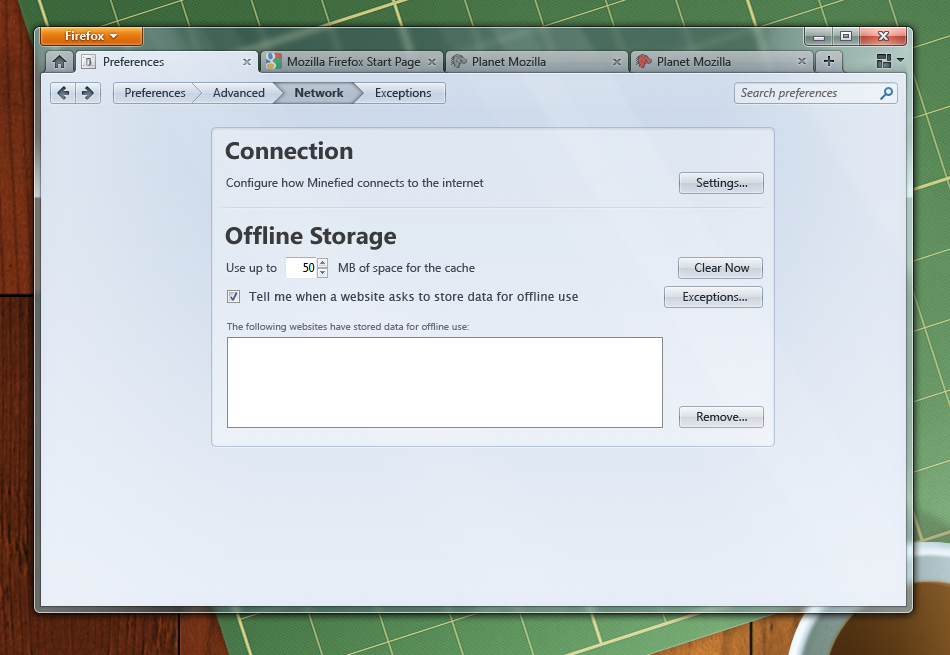 Firefox
Preferences
Mozilla Firefox Start Page
Planet Mozilla
Planet Mozilla
Preferences
Advanced
Network
Exceptions
Search preferences
Connection
Configure how Minefied connects to the internet
Settings...
Offline Storage
Use up to 50 MB of space for the cache
Clear Now
Tell me when a website asks to store data for offline use
Exceptions...
The following websites have stored data for offline use:
Remove...